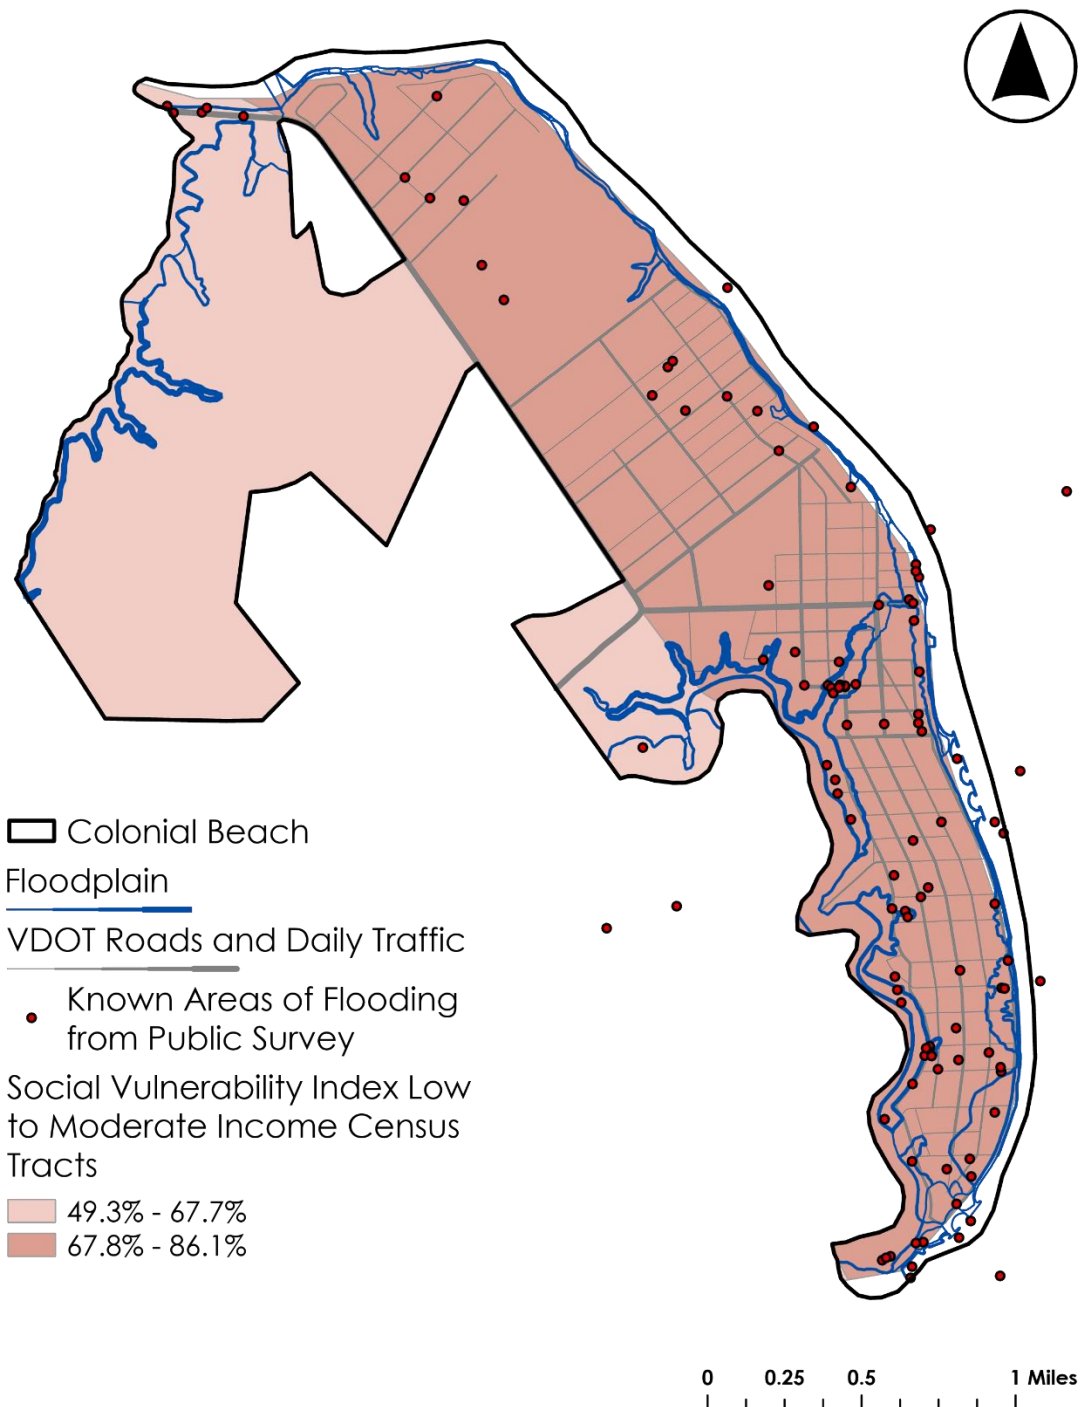 Colonial Beach
Floodplain
VDOT Roads and Daily Traffic
Known Areas of Flooding
from Public Survey
Social Vulnerability Index Low
to Moderate Income Census
Tracts
49.3% - 67.7%
67.8% - 86.1%
0 0.25 0.5 1 Miles